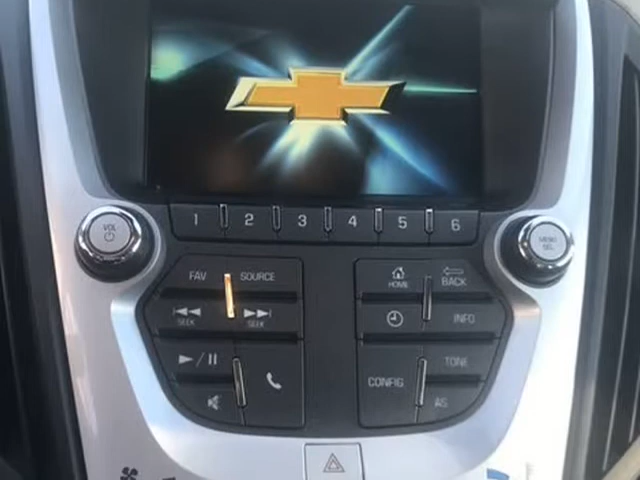 1 2 3 4 5 6
VOL
MENU
SEL
FAV SOURCE
HOME BACK
SEEK SEEK
INFO
TONE
CONFIG
AS